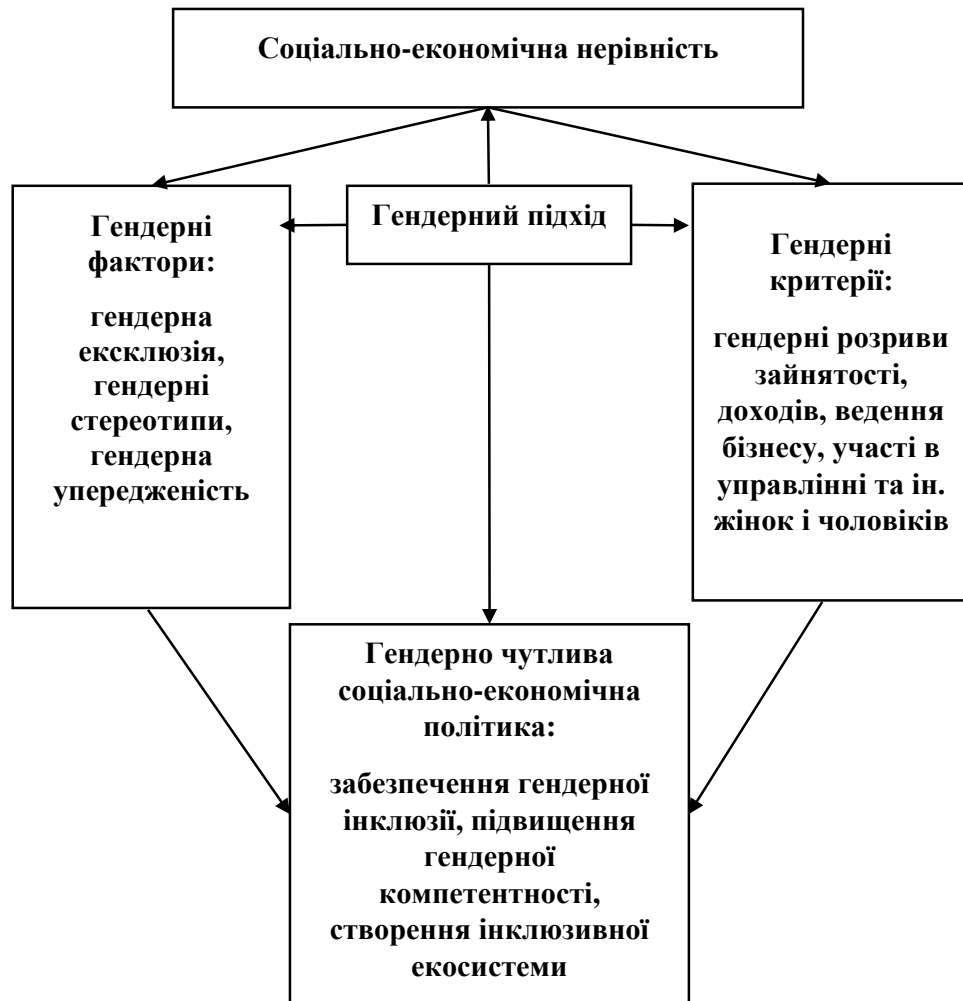 Соціально-економічна нерівність
Гендерний підхід
Гендерні
фактори:
гендерна
ексклюзія,
гендерні
стереотипи,
гендерна
упередженість
Гендерні
критерії:
гендерні розриви
зайнятості,
доходів, ведення
бізнесу, участі в
управлінні та ін.
жінок і чоловіків
Гендерно чутлива
соціально-економічна
політика:
забезпечення гендерної
інклюзії, підвищення
гендерної
компетентності,
створення інклюзивної
екосистеми